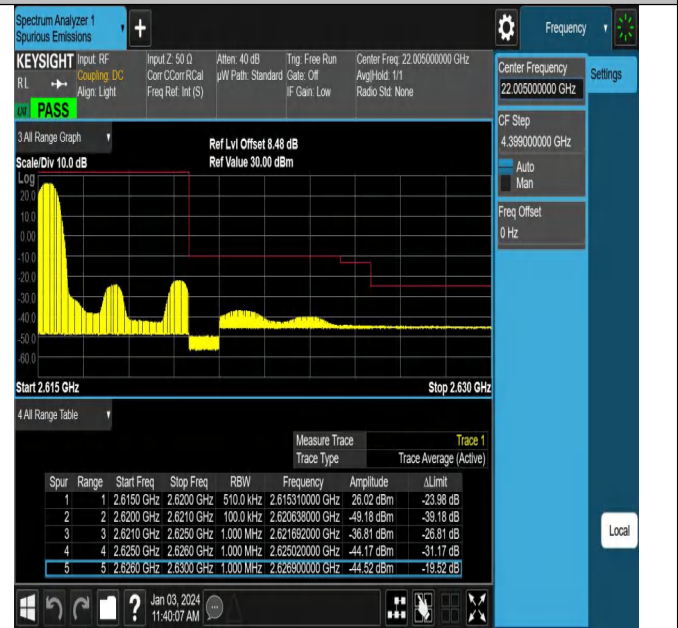 Spectrum Analyzer 1
Spurious Emissions
+
Frequency
KEYSIGHT
RL
Input: RF
Coupling: DC
Align: Light
Input Z: 50 Ω
Corr CCorr RCal
Freq Ref: Int (S)
Atten: 40 dB
µW Path: Standard
Trig: Free Run
Gate: Off
IF Gain: Low
Center Freq: 22.005000000 GHz
Avg|Hold: 1/1
Radio Std: None
LXI
PASS
Center Frequency
22.005000000 GHz
Settings
CF Step
4.399000000 GHz
Auto
Man
Freq Offset
0 Hz
3 All Range Graph
Scale/Div 10.0 dB
Ref Lvl Offset 8.48 dB
Ref Value 30.00 dBm
Log
20.0
10.0
0.00
-10.0
-20.0
-30.0
-40.0
-50.0
-60.0
Start 2.615 GHz
Stop 2.630 GHz
4 All Range Table
Measure Trace Trace 1
Trace Type Trace Average (Active)
Spur Range Start Freq Stop Freq RBW Frequency Amplitude ΔLimit
1 1 2.6150 GHz 2.6200 GHz 510.0 kHz 2.615310000 GHz 26.02 dBm -23.98 dB
2 2 2.6200 GHz 2.6210 GHz 100.0 kHz 2.620638000 GHz -49.18 dBm -39.18 dB
3 3 2.6210 GHz 2.6250 GHz 1.000 MHz 2.621692000 GHz -36.81 dBm -26.81 dB
4 4 2.6250 GHz 2.6260 GHz 1.000 MHz 2.625020000 GHz -44.17 dBm -31.17 dB
5 5 2.6260 GHz 2.6300 GHz 1.000 MHz 2.626900000 GHz -44.52 dBm -19.52 dB
Local
?
Jan 03, 2024
11:40:07 AM